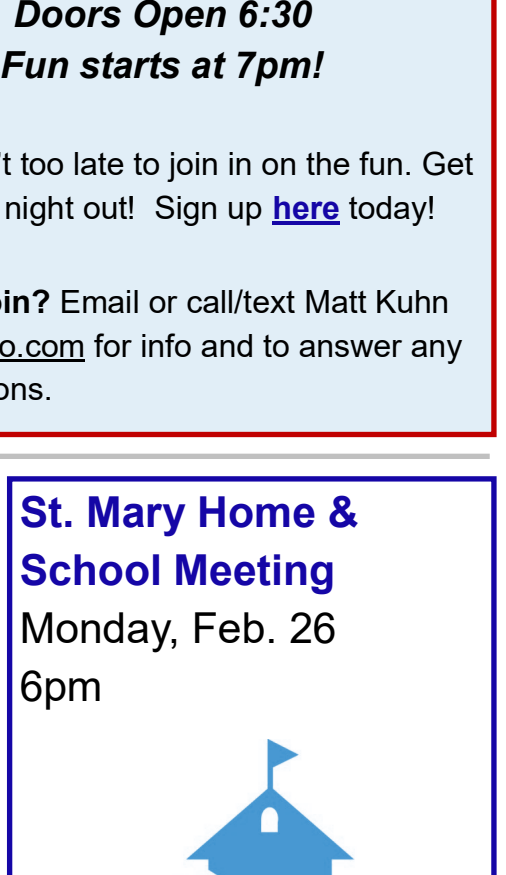 Doors Open 6:30
Fun starts at 7pm!
't too late to join in on the fun. Get
night out! Sign up here today!
oin? Email or call/text Matt Kuhn
o.com for info and to answer any
ons.
St. Mary Home &
School Meeting
Monday, Feb. 26
6pm